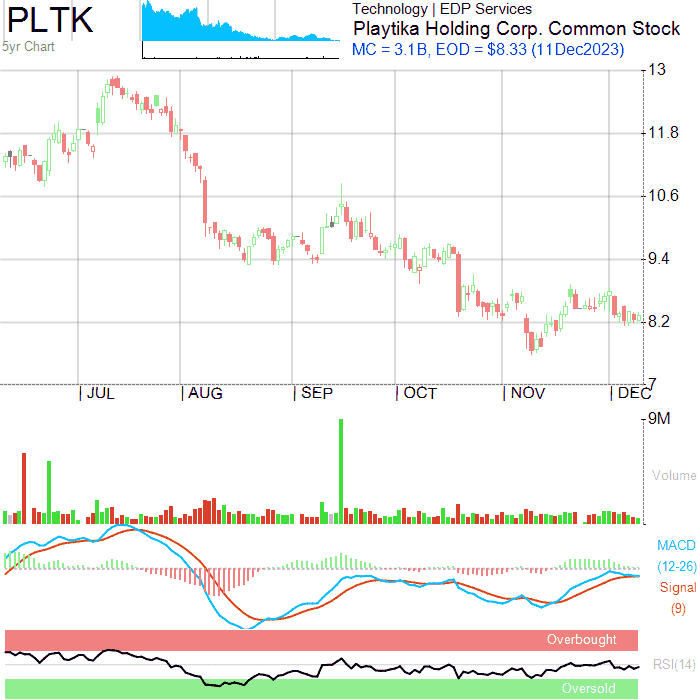 PLTK
5yr Chart
Technology | EDP Services
Playtika Holding Corp. Common Stock
MC = 3.1B, EOD = $8.33 (11Dec2023)
13
11.8
10.6
9.4
8.2
7
| JUL | AUG | SEP | OCT | NOV | DEC
9M
Volume
MACD
(12-26)
Signal
(9)
Overbought
RSI(14)
Oversold